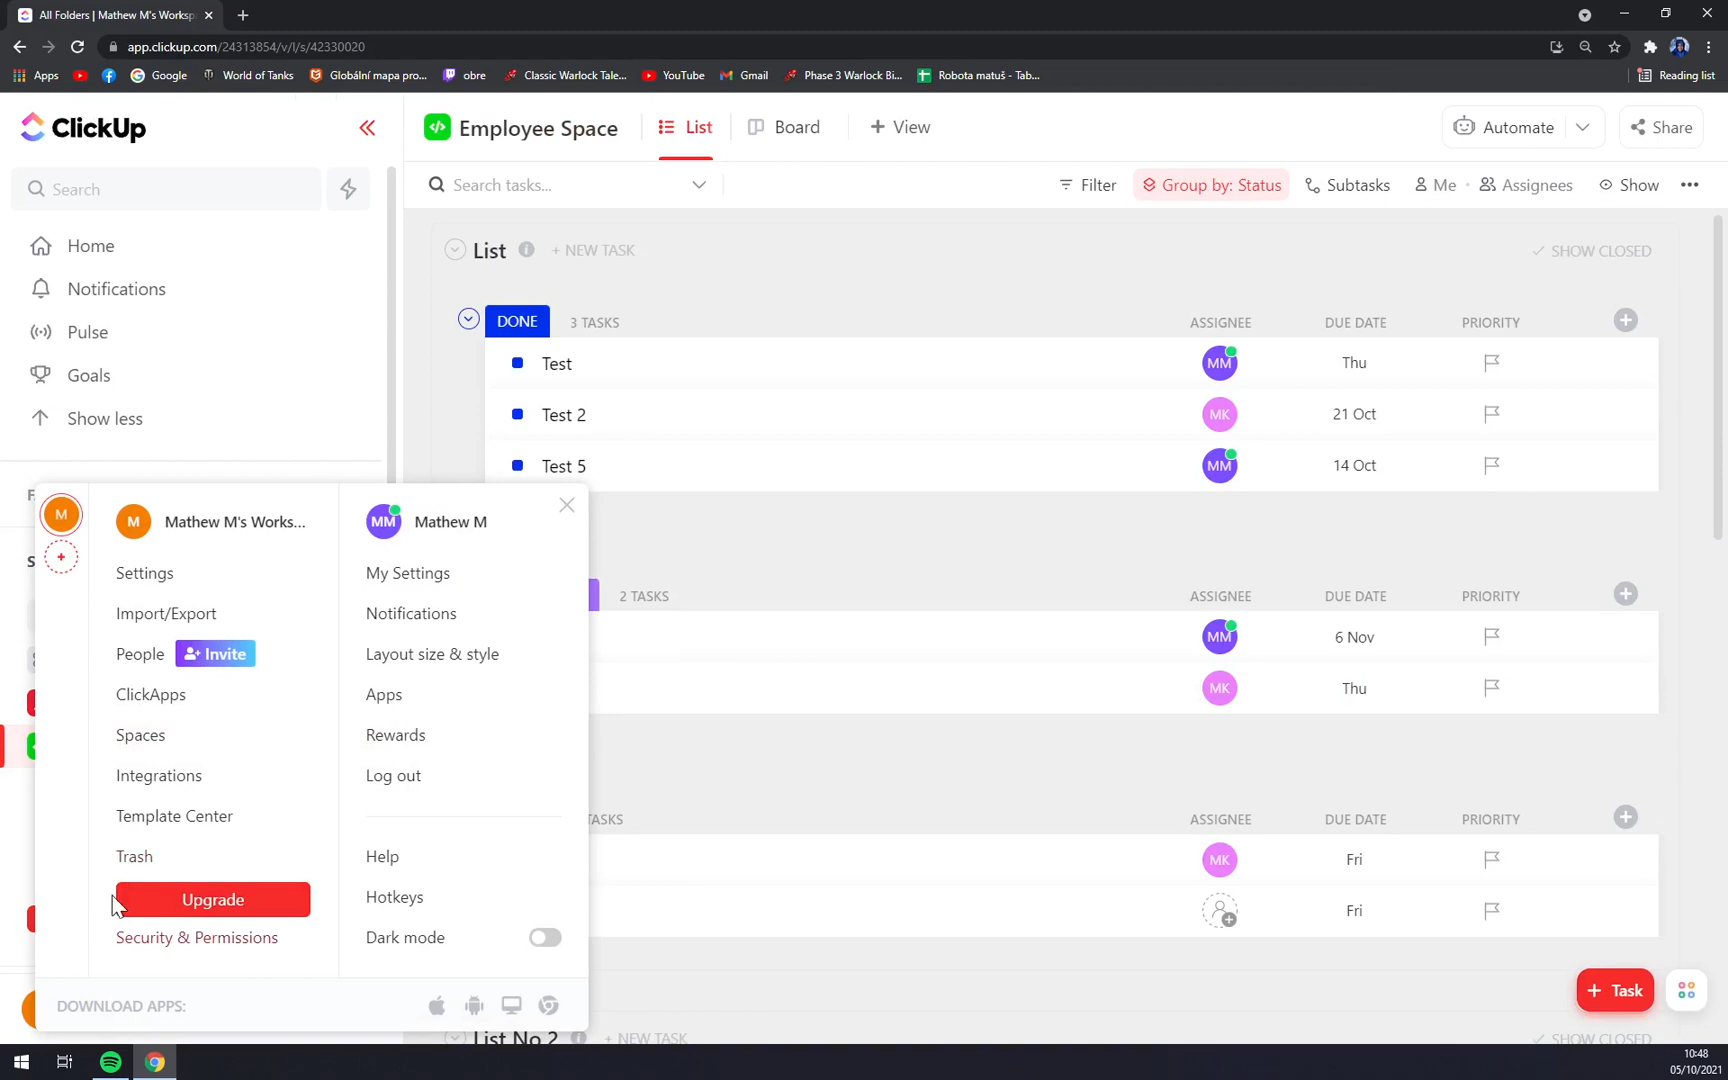 All Folders | Mathew M's Worksp
app.clickup.com/24313854/v/l/s/42330020
Apps
Google
World of Tanks
Globální mapa pro...
obre
Classic Warlock Tale...
YouTube
Gmail
Phase 3 Warlock Bi...
Robota matuš - Tab...
Reading list
ClickUp
Employee Space
List
Board
+ View
Automate
Share
Search
Search tasks...
Filter
Group by: Status
Subtasks
Me
Assignees
Show
Home
Notifications
Pulse
Goals
Show less
List
+ NEW TASK
SHOW CLOSED
DONE
3 TASKS
ASSIGNEE
DUE DATE
PRIORITY
Test
MM
Thu
Test 2
MK
21 Oct
Test 5
MM
14 Oct
2 TASKS
ASSIGNEE
DUE DATE
PRIORITY
MM
6 Nov
MK
Thu
TASKS
ASSIGNEE
DUE DATE
PRIORITY
MK
Fri
Fri
M
M
Mathew M's Works...
Settings
Import/Export
People
Invite
ClickApps
Spaces
Integrations
Template Center
Trash
Upgrade
Security & Permissions
MM
Mathew M
My Settings
Notifications
Layout size & style
Apps
Rewards
Log out
Help
Hotkeys
Dark mode
DOWNLOAD APPS:
+ Task
List No 2
+ NEW TASK
SHOW CLOSED
10:48
05/10/2021